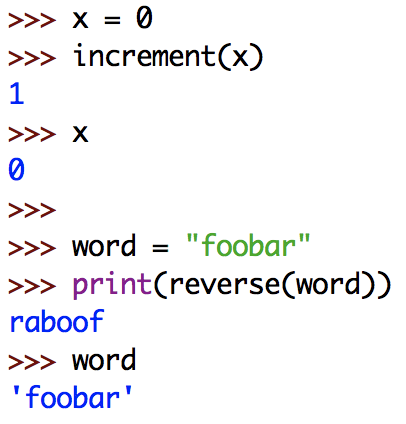 >>> x = 0
>>> increment(x)
1
>>> x
0
>>>
>>> word = "foobar"
>>> print(reverse(word))
raboof
>>> word
'foobar'